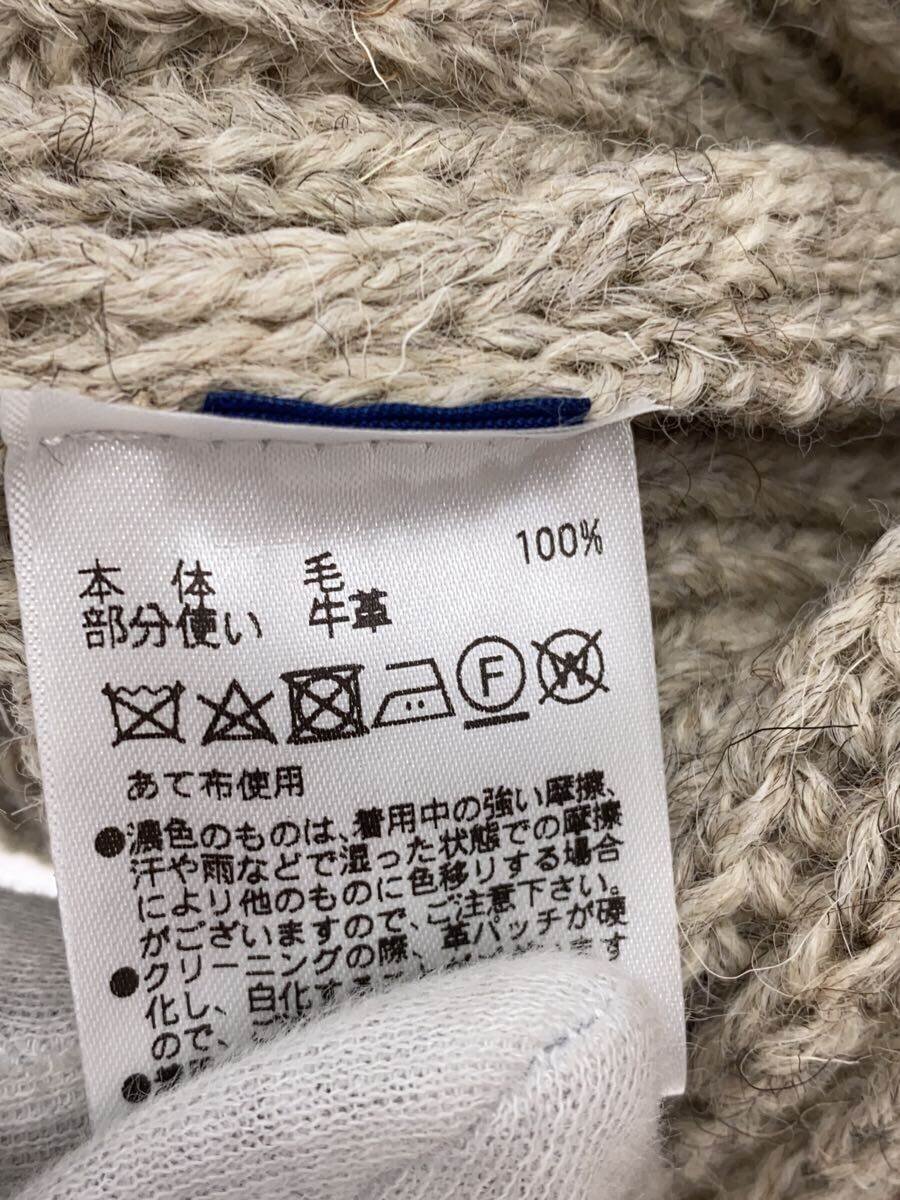 本体 毛 100%
部分使い 牛革
F W
あて布使用
●濃色のものは、着用中の強い摩擦、
汗や雨などで湿った状態での摩擦
により他のものに色移りする場合
がございますので、ご注意下さい。
●クリーニングの際、革パッチが硬
化し、白化する
ので、